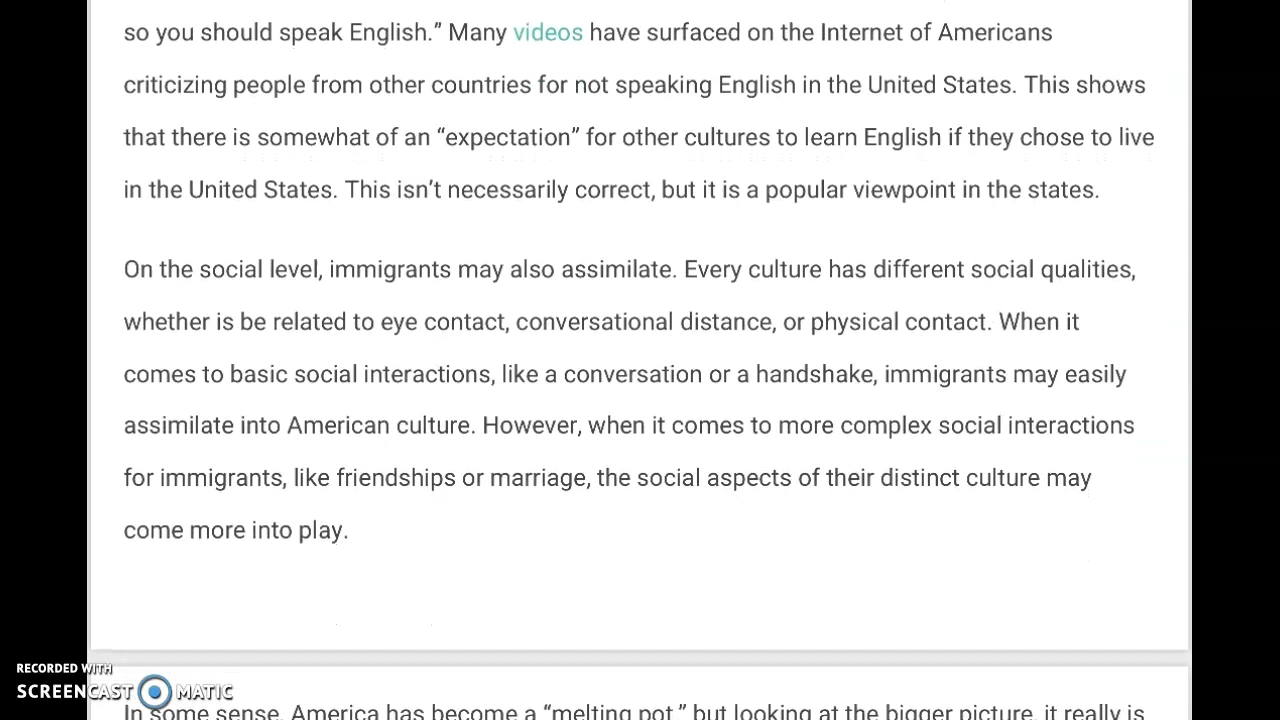 so you should speak English.” Many videos have surfaced on the Internet of Americans
criticizing people from other countries for not speaking English in the United States. This shows
that there is somewhat of an “expectation” for other cultures to learn English if they chose to live
in the United States. This isn’t necessarily correct, but it is a popular viewpoint in the states.
On the social level, immigrants may also assimilate. Every culture has different social qualities,
whether is be related to eye contact, conversational distance, or physical contact. When it
comes to basic social interactions, like a conversation or a handshake, immigrants may easily
assimilate into American culture. However, when it comes to more complex social interactions
for immigrants, like friendships or marriage, the social aspects of their distinct culture may
come more into play.
RECORDED WITH
SCREENCAST MATIC
In some sense, America has become a “melting pot,” but looking at the bigger picture, it really is